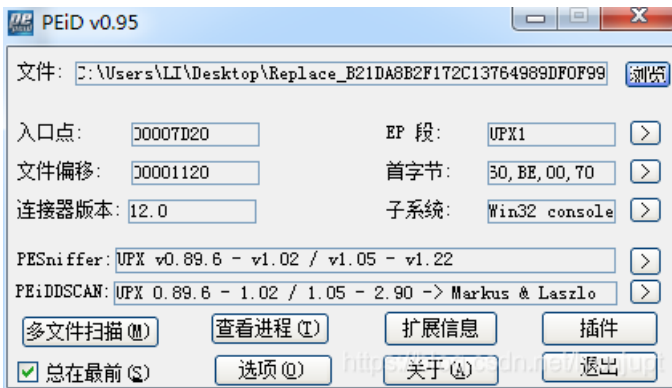 PEiD v0.95
文件: C:\Users\LI\Desktop\Replace_B21DA8B2F172C13764989DF0F99 浏览
入口点: 00007D20 EP 段: UPX1 >
文件偏移: 00001120 首字节: 60,BE,00,70 >
连接器版本: 12.0 子系统: Win32 console >
PESniffer: UPX v0.89.6 - v1.02 / v1.05 - v1.22 >
PEiDDSCAN: UPX 0.89.6 - 1.02 / 1.05 - 2.90 -> Markus & Laszlo >
多文件扫描(M) 查看进程(T) 扩展信息 插件
总在最前(S) 选项(O) 关于(A) 退出